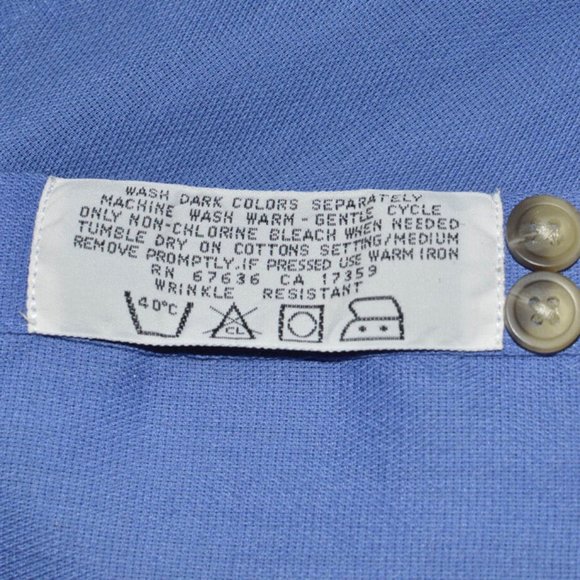 WASH DARK COLORS SEPARATELY
MACHINE WASH WARM-GENTLE CYCLE
ONLY NON-CHLORINE BLEACH WHEN NEEDED
TUMBLE DRY ON COTTONS SETTING/MEDIUM
REMOVE PROMPTLY.IF PRESSED USE WARM IRON
RN 67636 CA 17359
WRINKLE RESISTANT
40°C CL